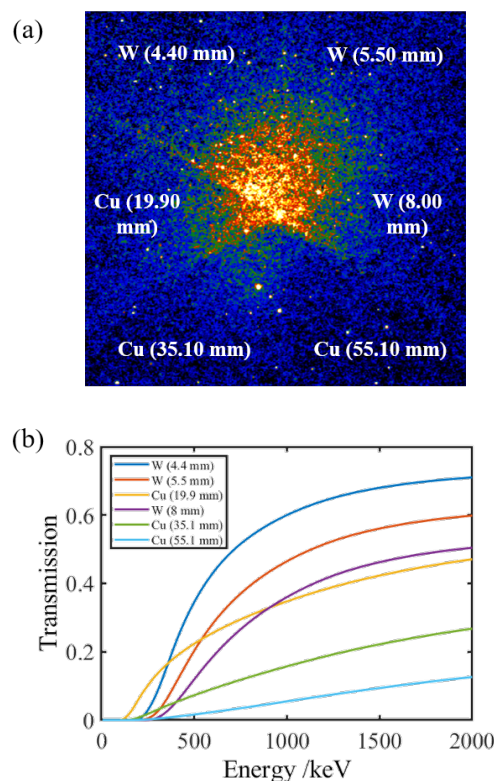 (a)
W (4.40 mm)
W (5.50 mm)
Cu (19.90
mm)
W (8.00
mm)
Cu (35.10 mm)
Cu (55.10 mm)
(b)
0.8
0.6
0.4
0.2
0
Transmission
W (4.4 mm)
W (5.5 mm)
Cu (19.9 mm)
W (8 mm)
Cu (35.1 mm)
Cu (55.1 mm)
0
500
1000
1500
2000
Energy /keV